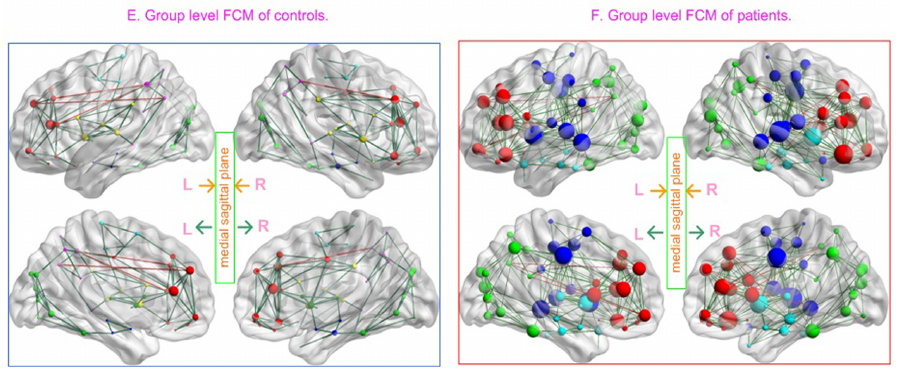 E. Group level FCM of controls.
F. Group level FCM of patients.
L R
medial sagittal plane
L R
L R
medial sagittal plane
L R